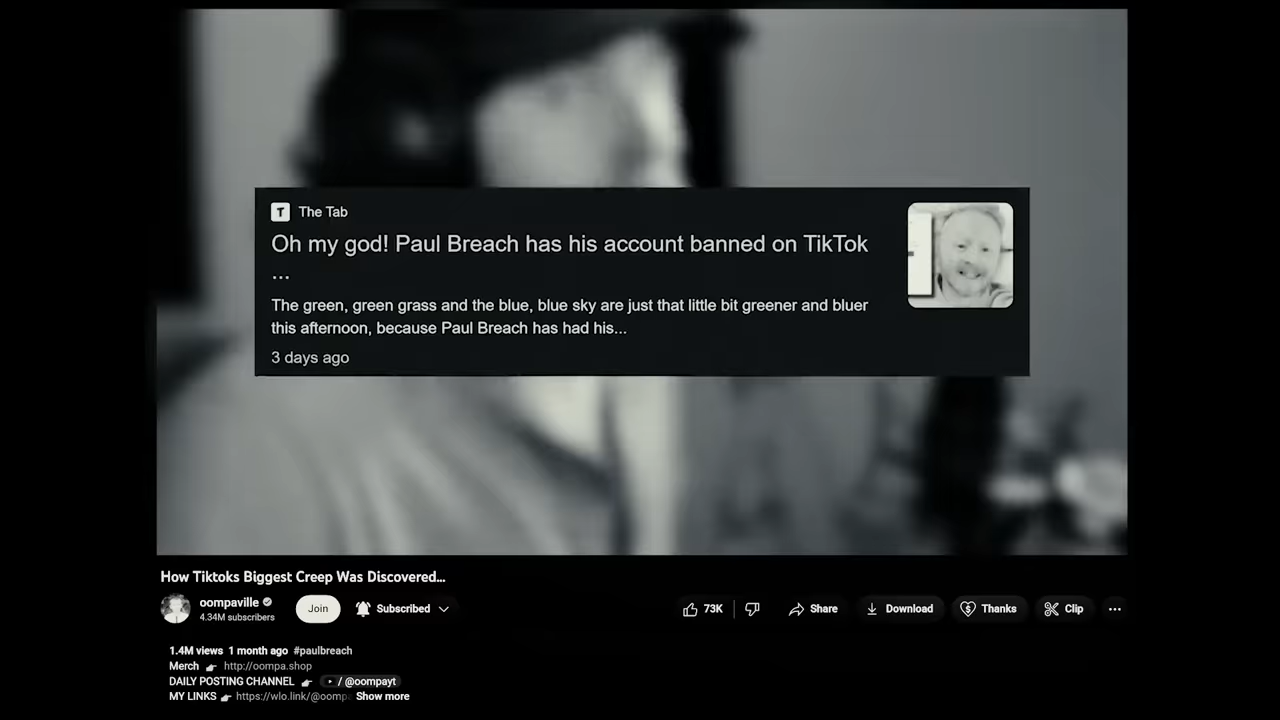 T The Tab
Oh my god! Paul Breach has his account banned on TikTok
...
The green, green grass and the blue, blue sky are just that little bit greener and bluer
this afternoon, because Paul Breach has had his...
3 days ago
How Tiktoks Biggest Creep Was Discovered...
oompaville
4.34M subscribers
Join
Subscribed
73K
Share
Download
Thanks
Clip
1.4M views 1 month ago #paulbreach
Merch http://oompa.shop
DAILY POSTING CHANNEL / @oompayt
MY LINKS https://wlo.link/@oomp Show more